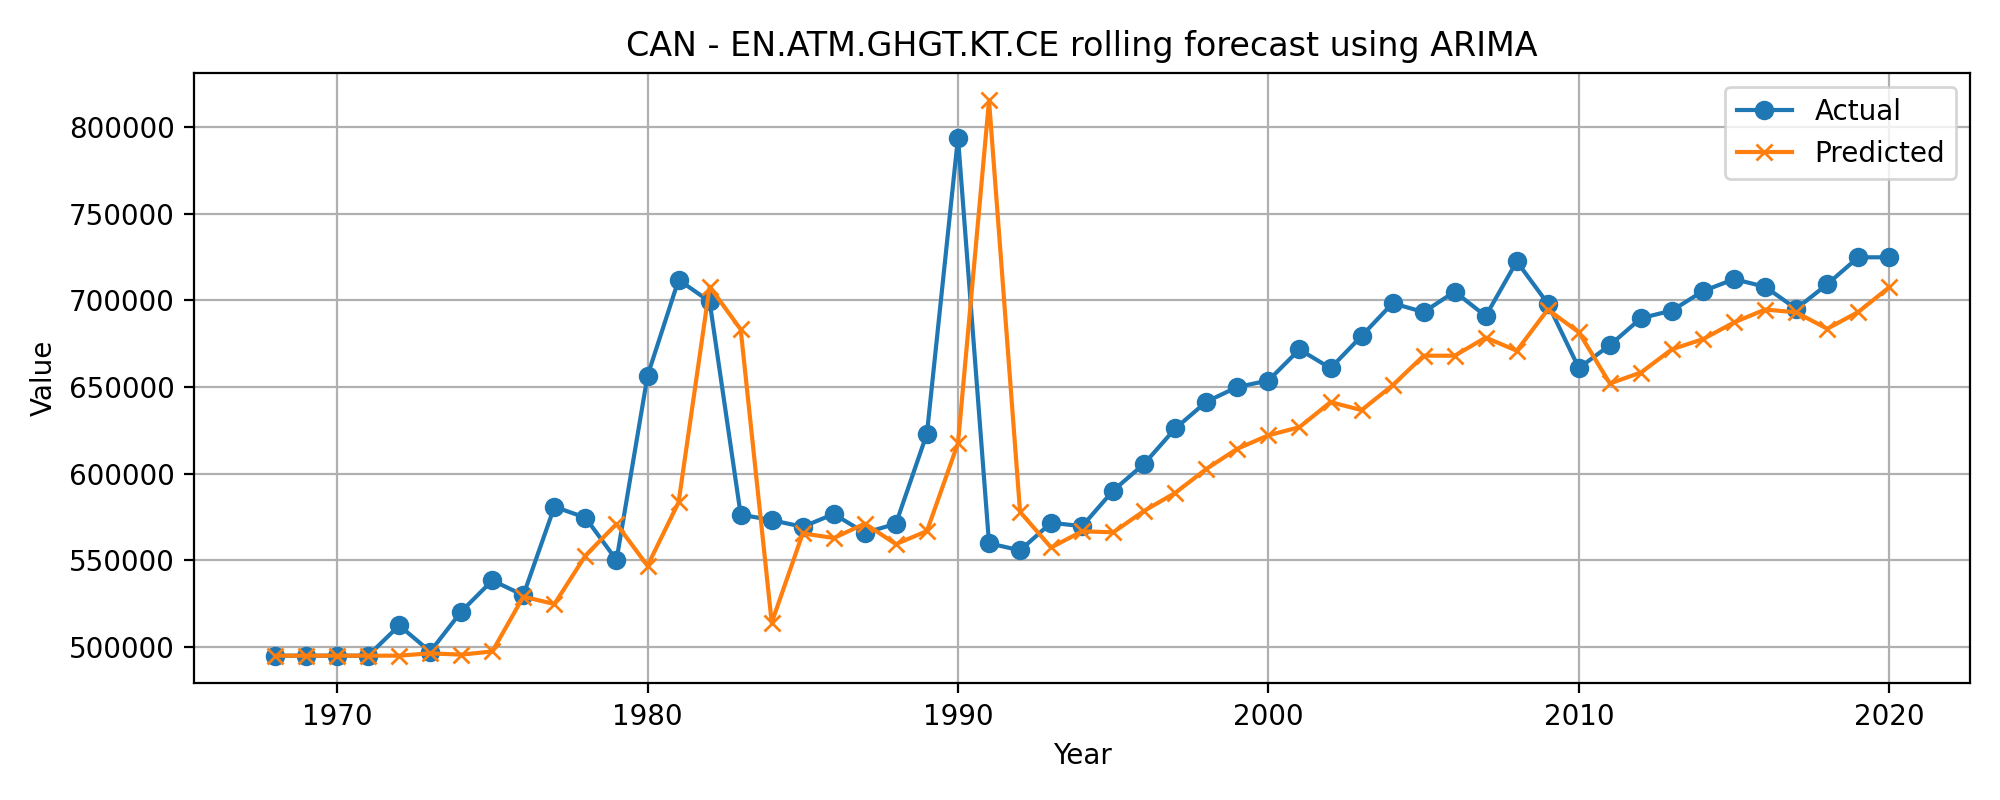 CAN - EN.ATM.GHGT.KT.CE rolling forecast using ARIMA
Actual
Predicted
800000
750000
700000
650000
600000
550000
500000
Value
1970 1980 1990 2000 2010 2020
Year